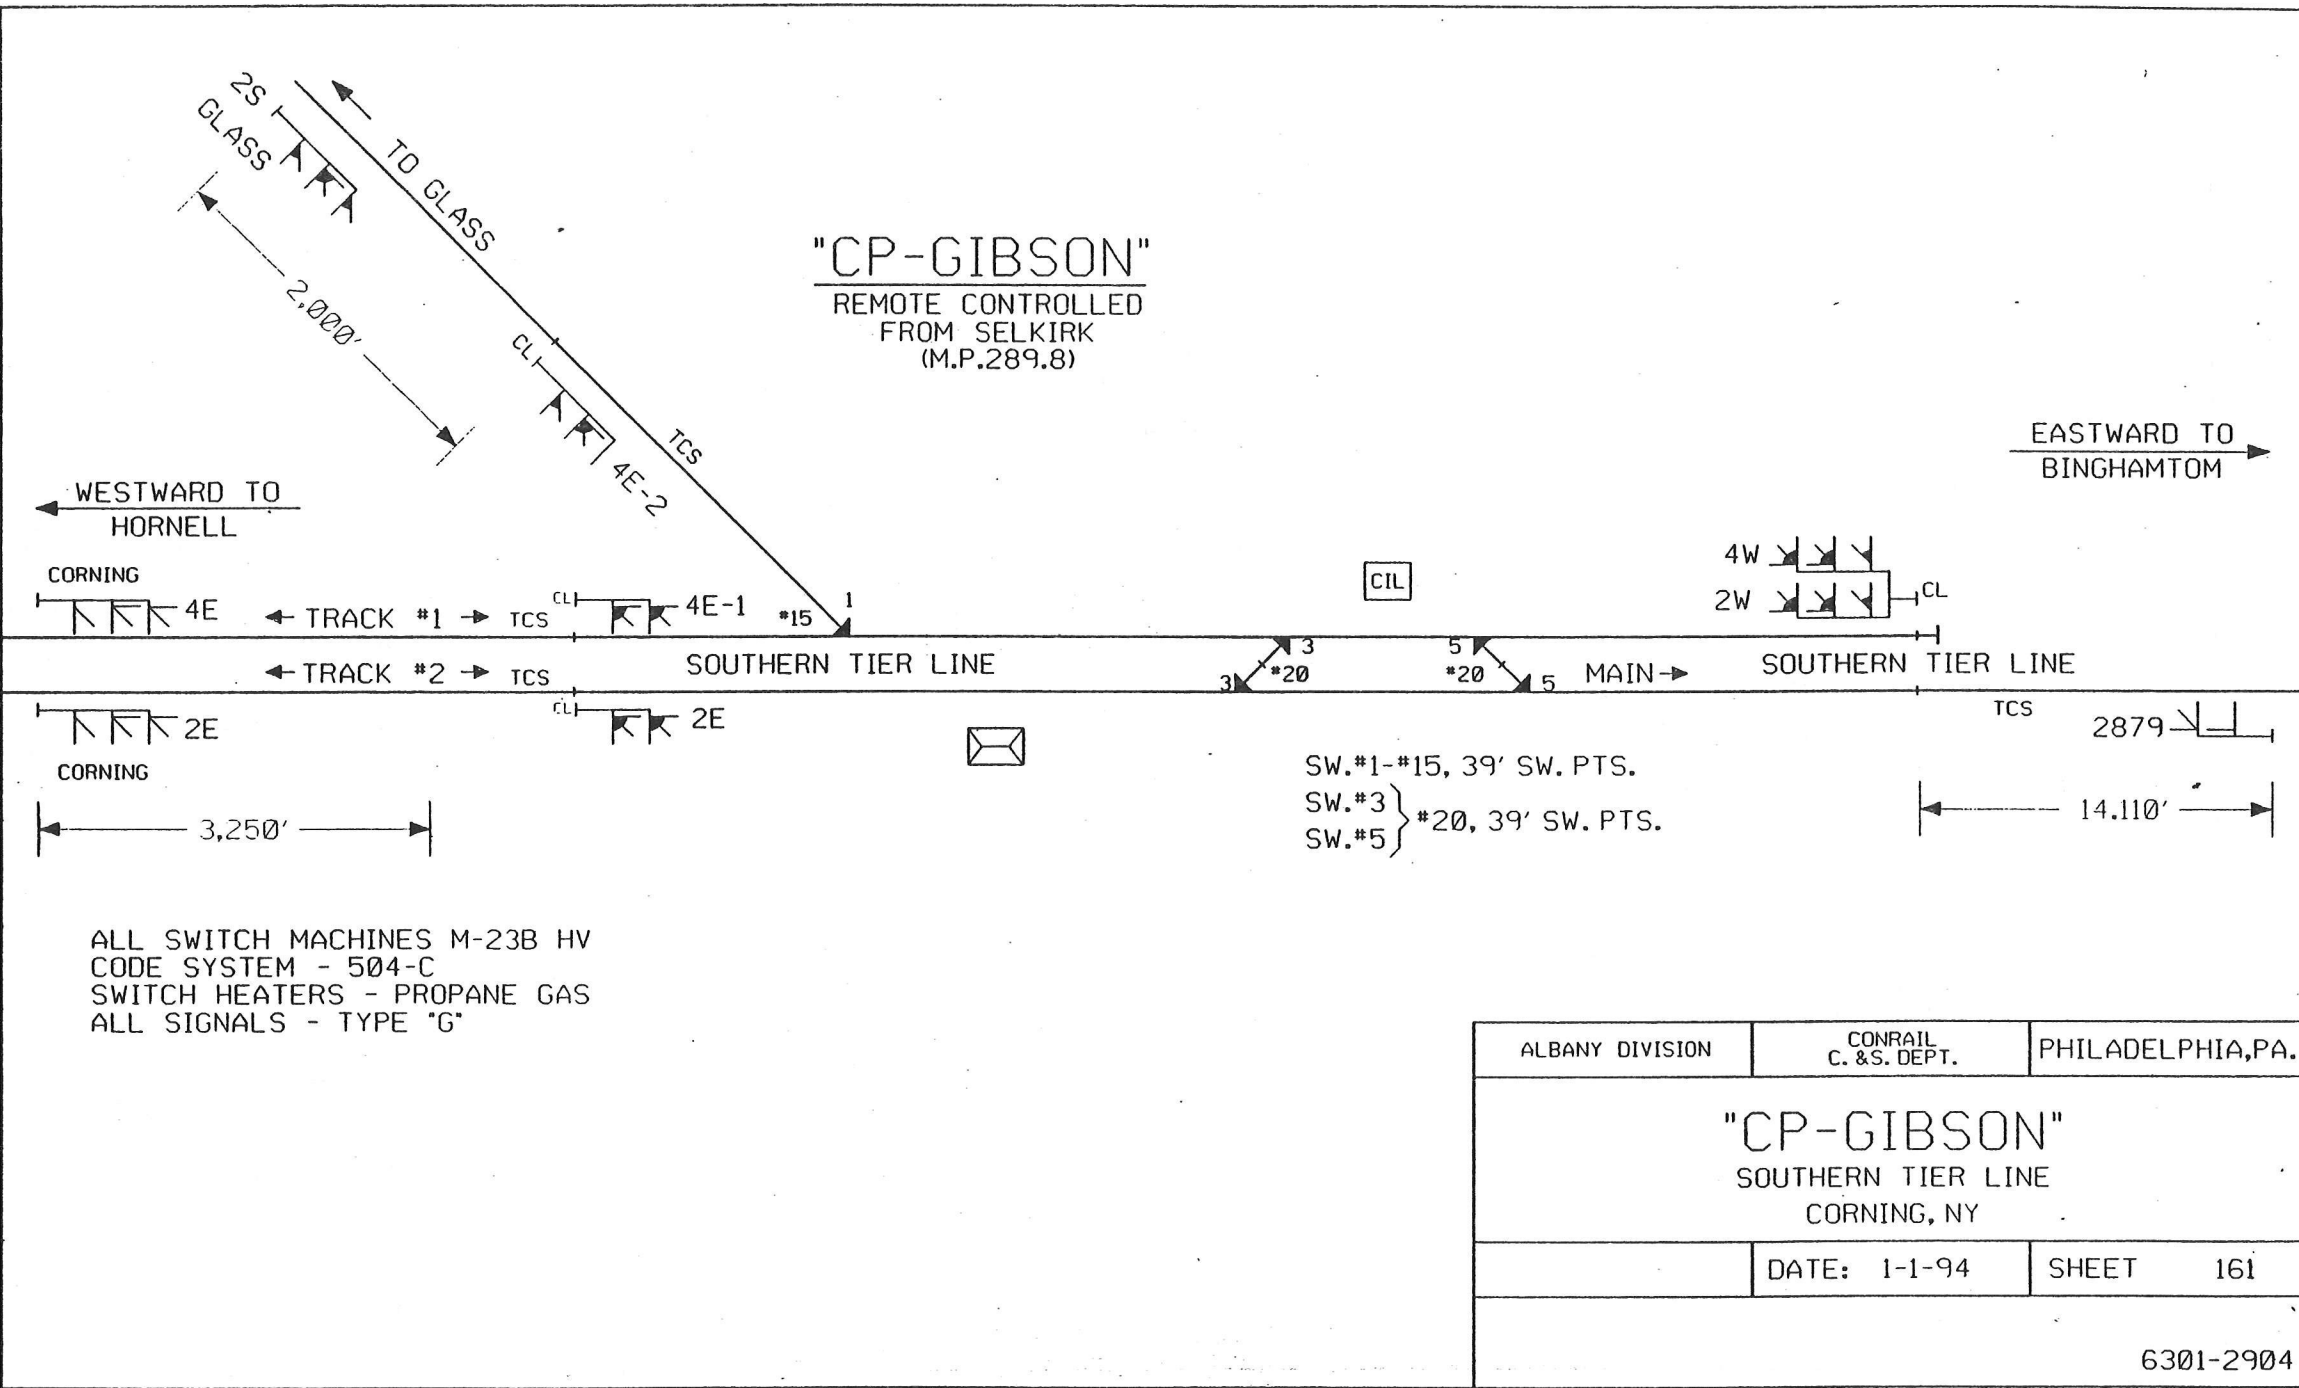 2S
GLASS
TO GLASS
2,000'
"CP-GIBSON"
REMOTE CONTROLLED
FROM SELKIRK
(M.P.289.8)
CL
TCS
4E-2
EASTWARD TO
BINGHAMTOM
WESTWARD TO
HORNELL
CORNING
4E
TRACK #1
TCS
CL
4E-1
#15
1
CIL
4W
2W
CL
TRACK #2
TCS
SOUTHERN TIER LINE
3
#20
3
5
#20
5
MAIN
SOUTHERN TIER LINE
TCS
2E
CORNING
CL
2E
2879
3,250'
SW.#1-#15, 39' SW. PTS.
SW.#3
SW.#5
#20, 39' SW. PTS.
14.110'
ALL SWITCH MACHINES M-23B HV
CODE SYSTEM - 504-C
SWITCH HEATERS - PROPANE GAS
ALL SIGNALS - TYPE "G"
ALBANY DIVISION
CONRAIL
C. &S. DEPT.
PHILADELPHIA,PA.
"CP-GIBSON"
SOUTHERN TIER LINE
CORNING, NY
DATE: 1-1-94
SHEET 161
6301-2904